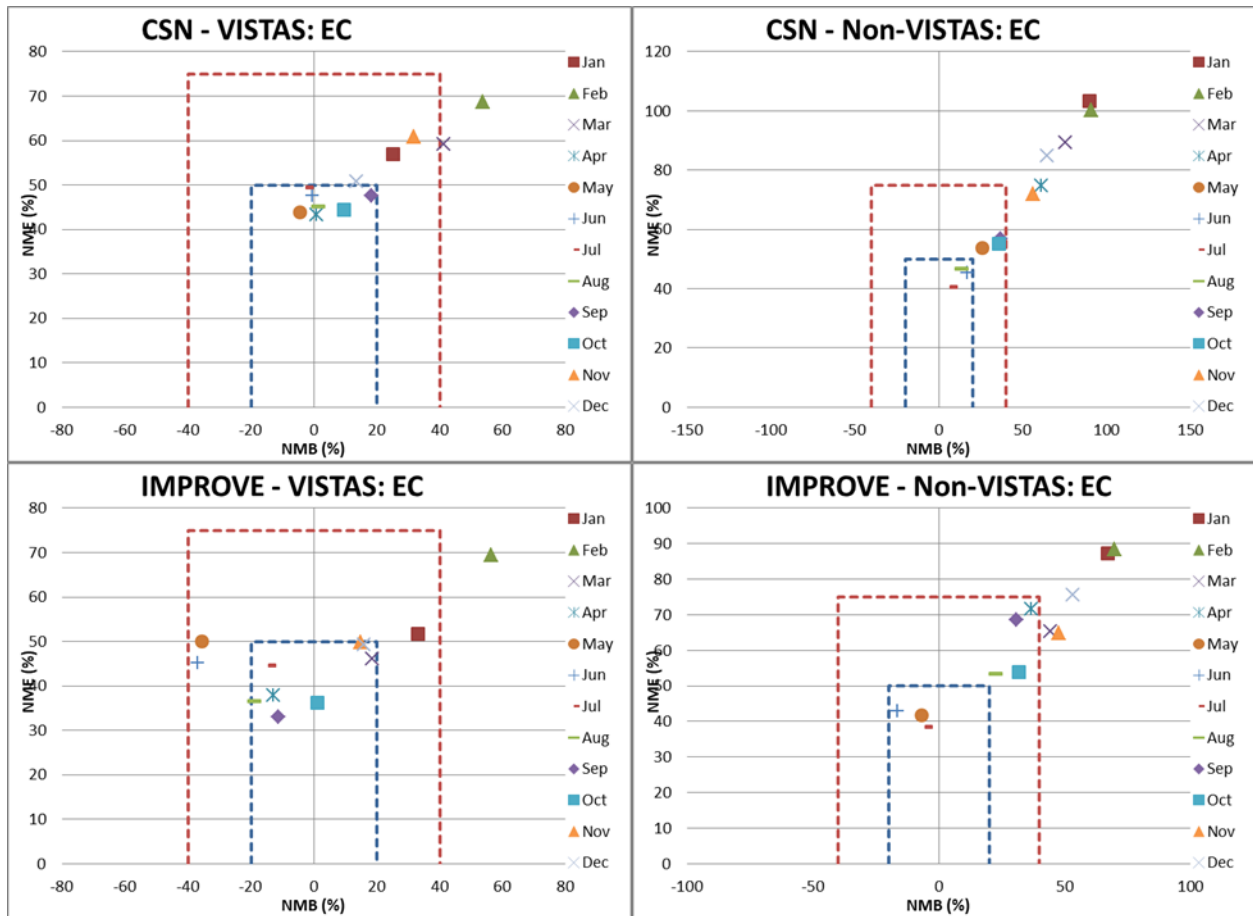 CSN - VISTAS: EC
NME (%)
80
70
60
50
40
30
20
10
0
-80
-60
-40
-20
0
20
40
60
80
NMB (%)
Jan
Feb
Mar
Apr
May
Jun
Jul
Aug
Sep
Oct
Nov
Dec
CSN - Non-VISTAS: EC
NME (%)
120
100
80
60
40
20
0
-150
-100
-50
0
50
100
150
NMB (%)
Jan
Feb
Mar
Apr
May
Jun
Jul
Aug
Sep
Oct
Nov
Dec
IMPROVE - VISTAS: EC
NME (%)
80
70
60
50
40
30
20
10
0
-80
-60
-40
-20
0
20
40
60
80
NMB (%)
Jan
Feb
Mar
Apr
May
Jun
Jul
Aug
Sep
Oct
Nov
Dec
IMPROVE - Non-VISTAS: EC
NME (%)
100
90
80
70
60
50
40
30
20
10
0
-100
-50
0
50
100
NMB (%)
Jan
Feb
Mar
Apr
May
Jun
Jul
Aug
Sep
Oct
Nov
Dec